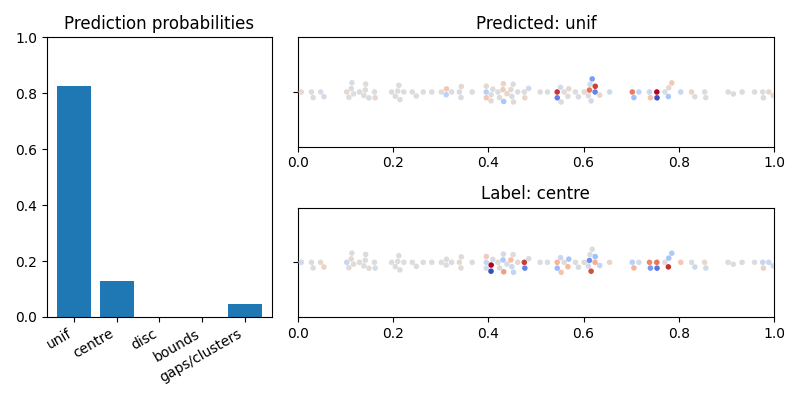 Prediction probabilities
1.0
0.8
0.6
0.4
0.2
0.0
unif
centre
disc
bounds
gaps/clusters
Predicted: unif
0.0 0.2 0.4 0.6 0.8 1.0
Label: centre
0.0 0.2 0.4 0.6 0.8 1.0